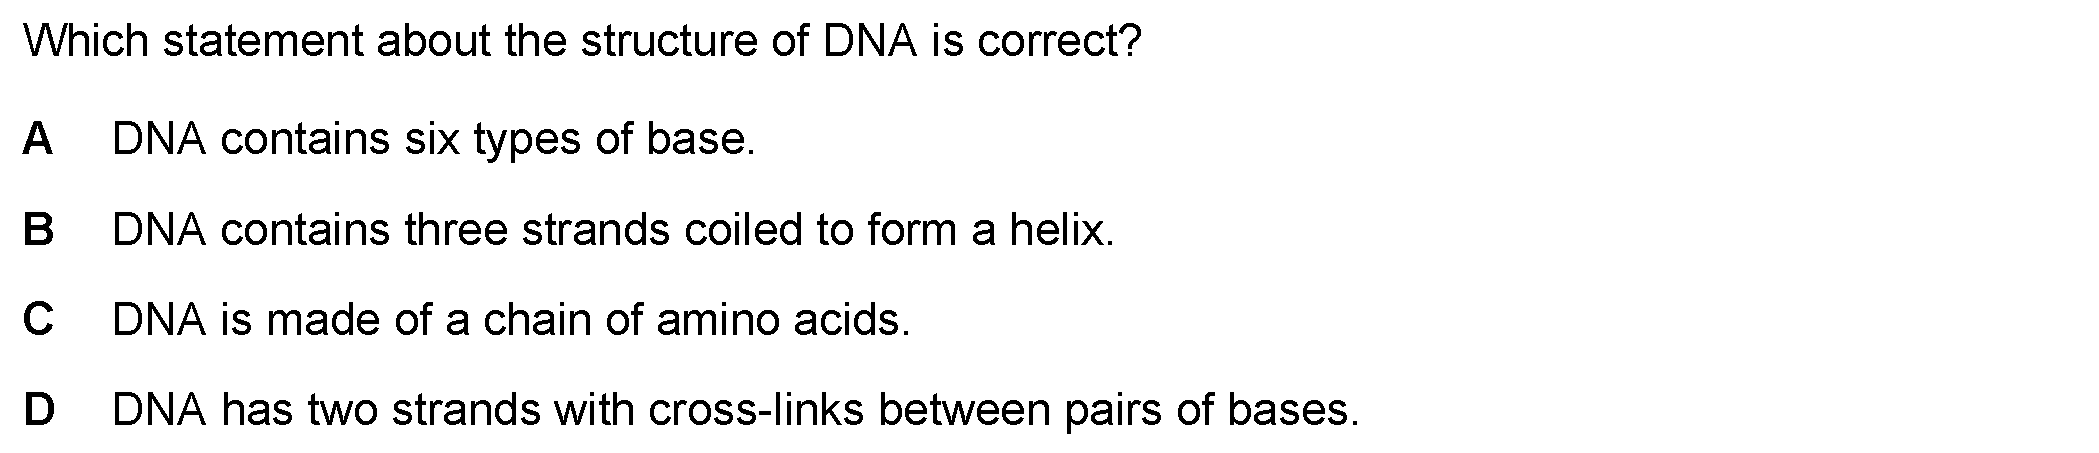 Which statement about the structure of DNA is correct?
A DNA contains six types of base.
B DNA contains three strands coiled to form a helix.
C DNA is made of a chain of amino acids.
D DNA has two strands with cross-links between pairs of bases.